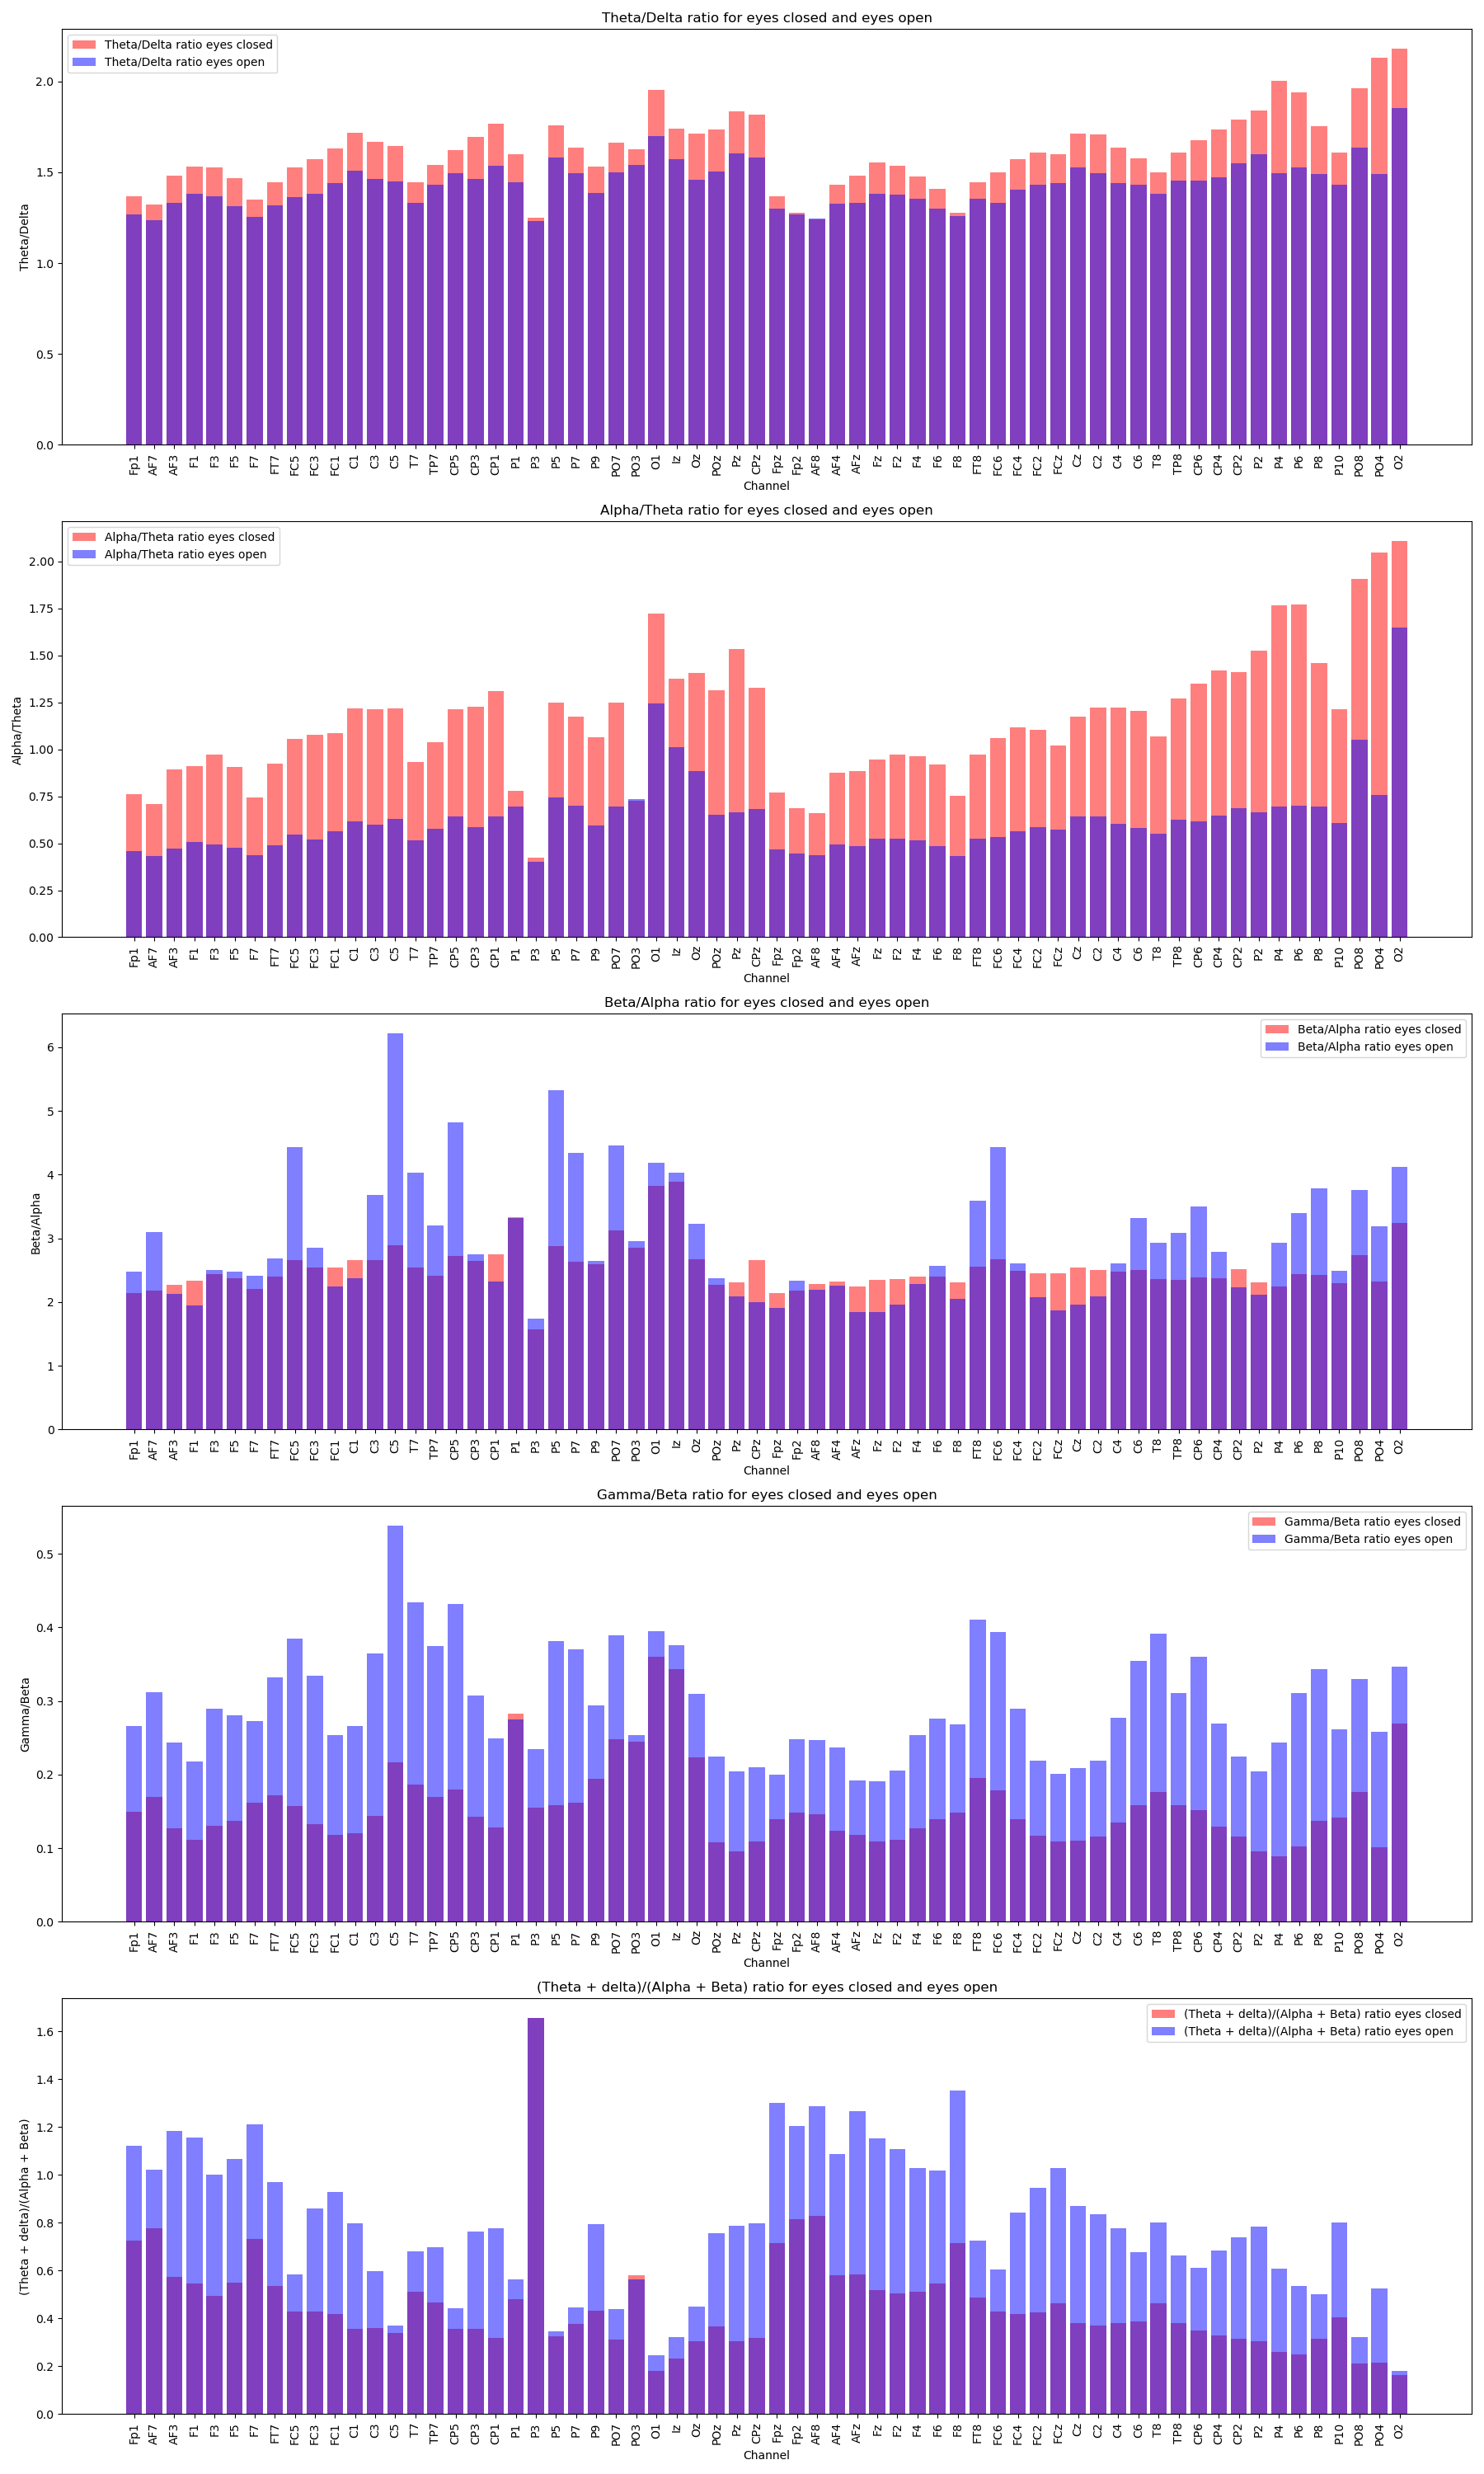 Theta/Delta ratio for eyes closed and eyes open
Theta/Delta ratio eyes closed
Theta/Delta ratio eyes open
Theta/Delta
2.0
1.5
1.0
0.5
0.0
Fp1 AF7 AF3 F1 F3 F5 F7 FT7 FC5 FC3 FC1 C1 C3 C5 T7 TP7 CP5 CP3 CP1 P1 P3 P5 P7 P9 PO7 PO3 O1 Iz Oz POz Pz CPz Fpz Fp2 AF8 AF4 AFz Fz F2 F4 F6 F8 FT8 FC6 FC4 FC2 FCz Cz C2 C4 C6 T8 TP8 CP6 CP4 CP2 P2 P4 P6 P8 P10 PO8 PO4 O2
Channel
Alpha/Theta ratio for eyes closed and eyes open
Alpha/Theta ratio eyes closed
Alpha/Theta ratio eyes open
Alpha/Theta
2.00
1.75
1.50
1.25
1.00
0.75
0.50
0.25
0.00
Fp1 AF7 AF3 F1 F3 F5 F7 FT7 FC5 FC3 FC1 C1 C3 C5 T7 TP7 CP5 CP3 CP1 P1 P3 P5 P7 P9 PO7 PO3 O1 Iz Oz POz Pz CPz Fpz Fp2 AF8 AF4 AFz Fz F2 F4 F6 F8 FT8 FC6 FC4 FC2 FCz Cz C2 C4 C6 T8 TP8 CP6 CP4 CP2 P2 P4 P6 P8 P10 PO8 PO4 O2
Channel
Beta/Alpha ratio for eyes closed and eyes open
Beta/Alpha ratio eyes closed
Beta/Alpha ratio eyes open
Beta/Alpha
6
5
4
3
2
1
0
Fp1 AF7 AF3 F1 F3 F5 F7 FT7 FC5 FC3 FC1 C1 C3 C5 T7 TP7 CP5 CP3 CP1 P1 P3 P5 P7 P9 PO7 PO3 O1 Iz Oz POz Pz CPz Fpz Fp2 AF8 AF4 AFz Fz F2 F4 F6 F8 FT8 FC6 FC4 FC2 FCz Cz C2 C4 C6 T8 TP8 CP6 CP4 CP2 P2 P4 P6 P8 P10 PO8 PO4 O2
Channel
Gamma/Beta ratio for eyes closed and eyes open
Gamma/Beta ratio eyes closed
Gamma/Beta ratio eyes open
Gamma/Beta
0.5
0.4
0.3
0.2
0.1
0.0
Fp1 AF7 AF3 F1 F3 F5 F7 FT7 FC5 FC3 FC1 C1 C3 C5 T7 TP7 CP5 CP3 CP1 P1 P3 P5 P7 P9 PO7 PO3 O1 Iz Oz POz Pz CPz Fpz Fp2 AF8 AF4 AFz Fz F2 F4 F6 F8 FT8 FC6 FC4 FC2 FCz Cz C2 C4 C6 T8 TP8 CP6 CP4 CP2 P2 P4 P6 P8 P10 PO8 PO4 O2
Channel
(Theta + delta)/(Alpha + Beta) ratio for eyes closed and eyes open
(Theta + delta)/(Alpha + Beta) ratio eyes closed
(Theta + delta)/(Alpha + Beta) ratio eyes open
(Theta + delta)/(Alpha + Beta)
1.6
1.4
1.2
1.0
0.8
0.6
0.4
0.2
0.0
Fp1 AF7 AF3 F1 F3 F5 F7 FT7 FC5 FC3 FC1 C1 C3 C5 T7 TP7 CP5 CP3 CP1 P1 P3 P5 P7 P9 PO7 PO3 O1 Iz Oz POz Pz CPz Fpz Fp2 AF8 AF4 AFz Fz F2 F4 F6 F8 FT8 FC6 FC4 FC2 FCz Cz C2 C4 C6 T8 TP8 CP6 CP4 CP2 P2 P4 P6 P8 P10 PO8 PO4 O2
Channel